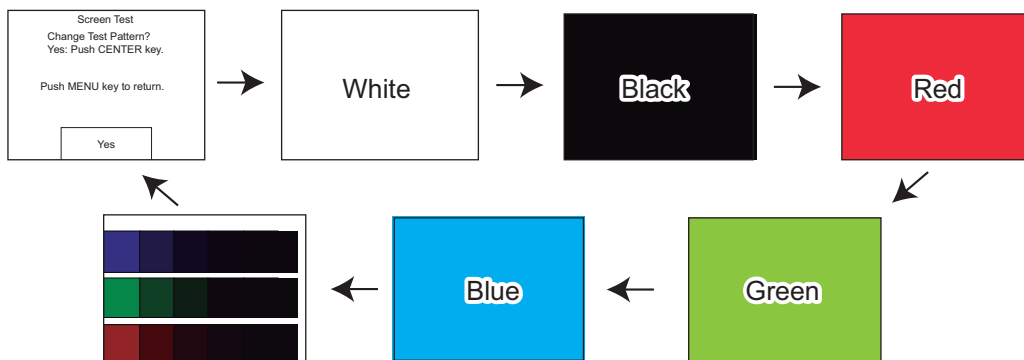 Screen Test
Change Test Pattern?
Yes: Push CENTER key.
Push MENU key to return.
Yes
White
Black
Red
Green
Blue